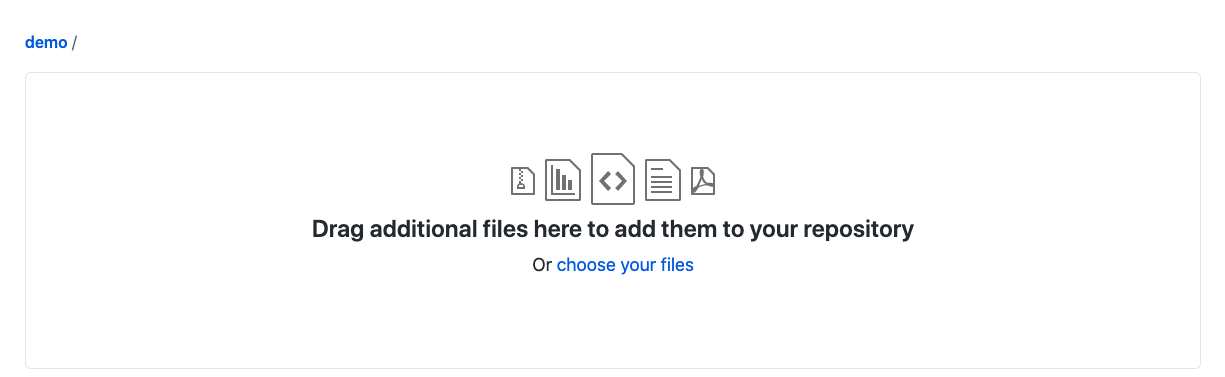 demo /
Drag additional files here to add them to your repository
Or choose your files